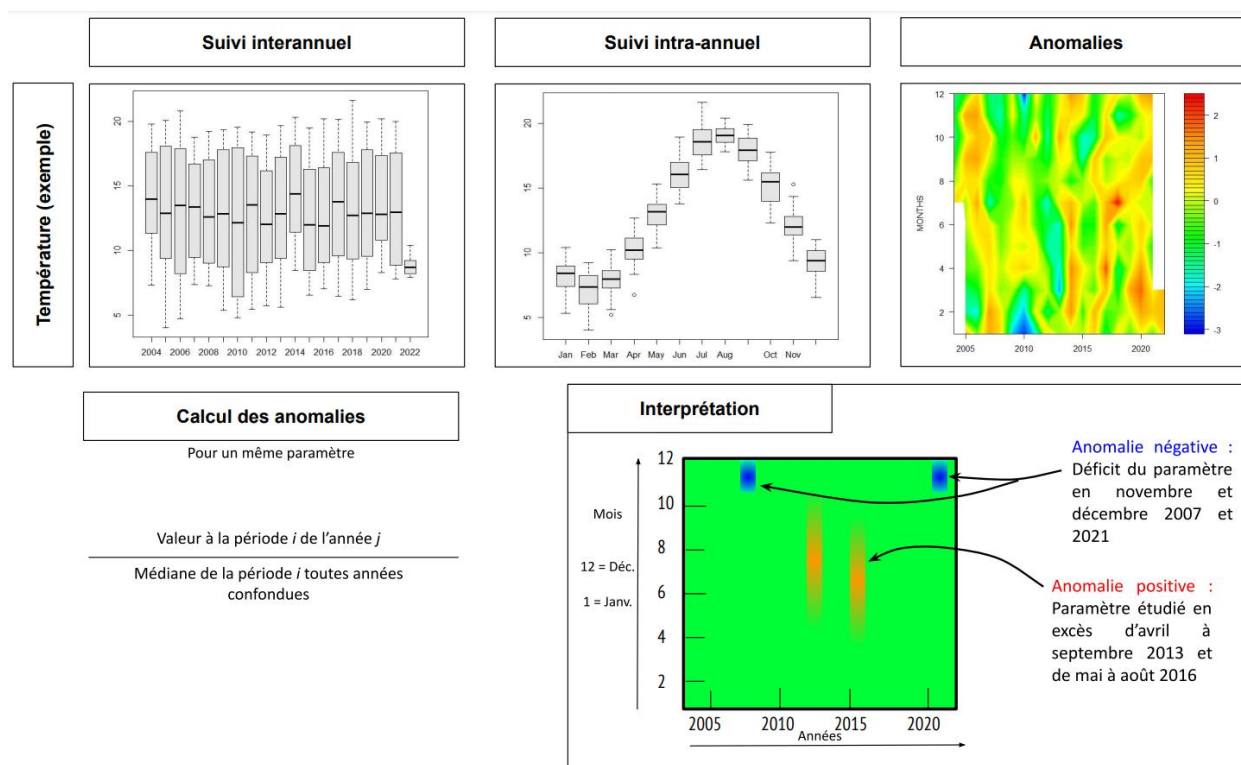 Suivi interannuel
Suivi intra-annuel
Anomalies
Température (exemple)
20
15
10
5
2004 2006 2008 2010 2012 2014 2016 2018 2020 2022
20
15
10
5
Jan Feb Mar Apr May Jun Jul Aug Oct Nov
MONTHS
12
10
8
6
4
2
2005 2010 2015 2020
2
1
0
-1
-2
-3
Calcul des anomalies
Pour un même paramètre
Valeur à la période i de l'année j
Médiane de la période i toutes années
confondues
Interprétation
Mois
12 = Déc.
1 = Janv.
12
10
8
6
4
2
2005 2010 2015 2020
Années
Anomalie négative :
Déficit du paramètre
en novembre et
décembre 2007 et
2021
Anomalie positive :
Paramètre étudié en
excès d'avril à
septembre 2013 et
de mai à août 2016